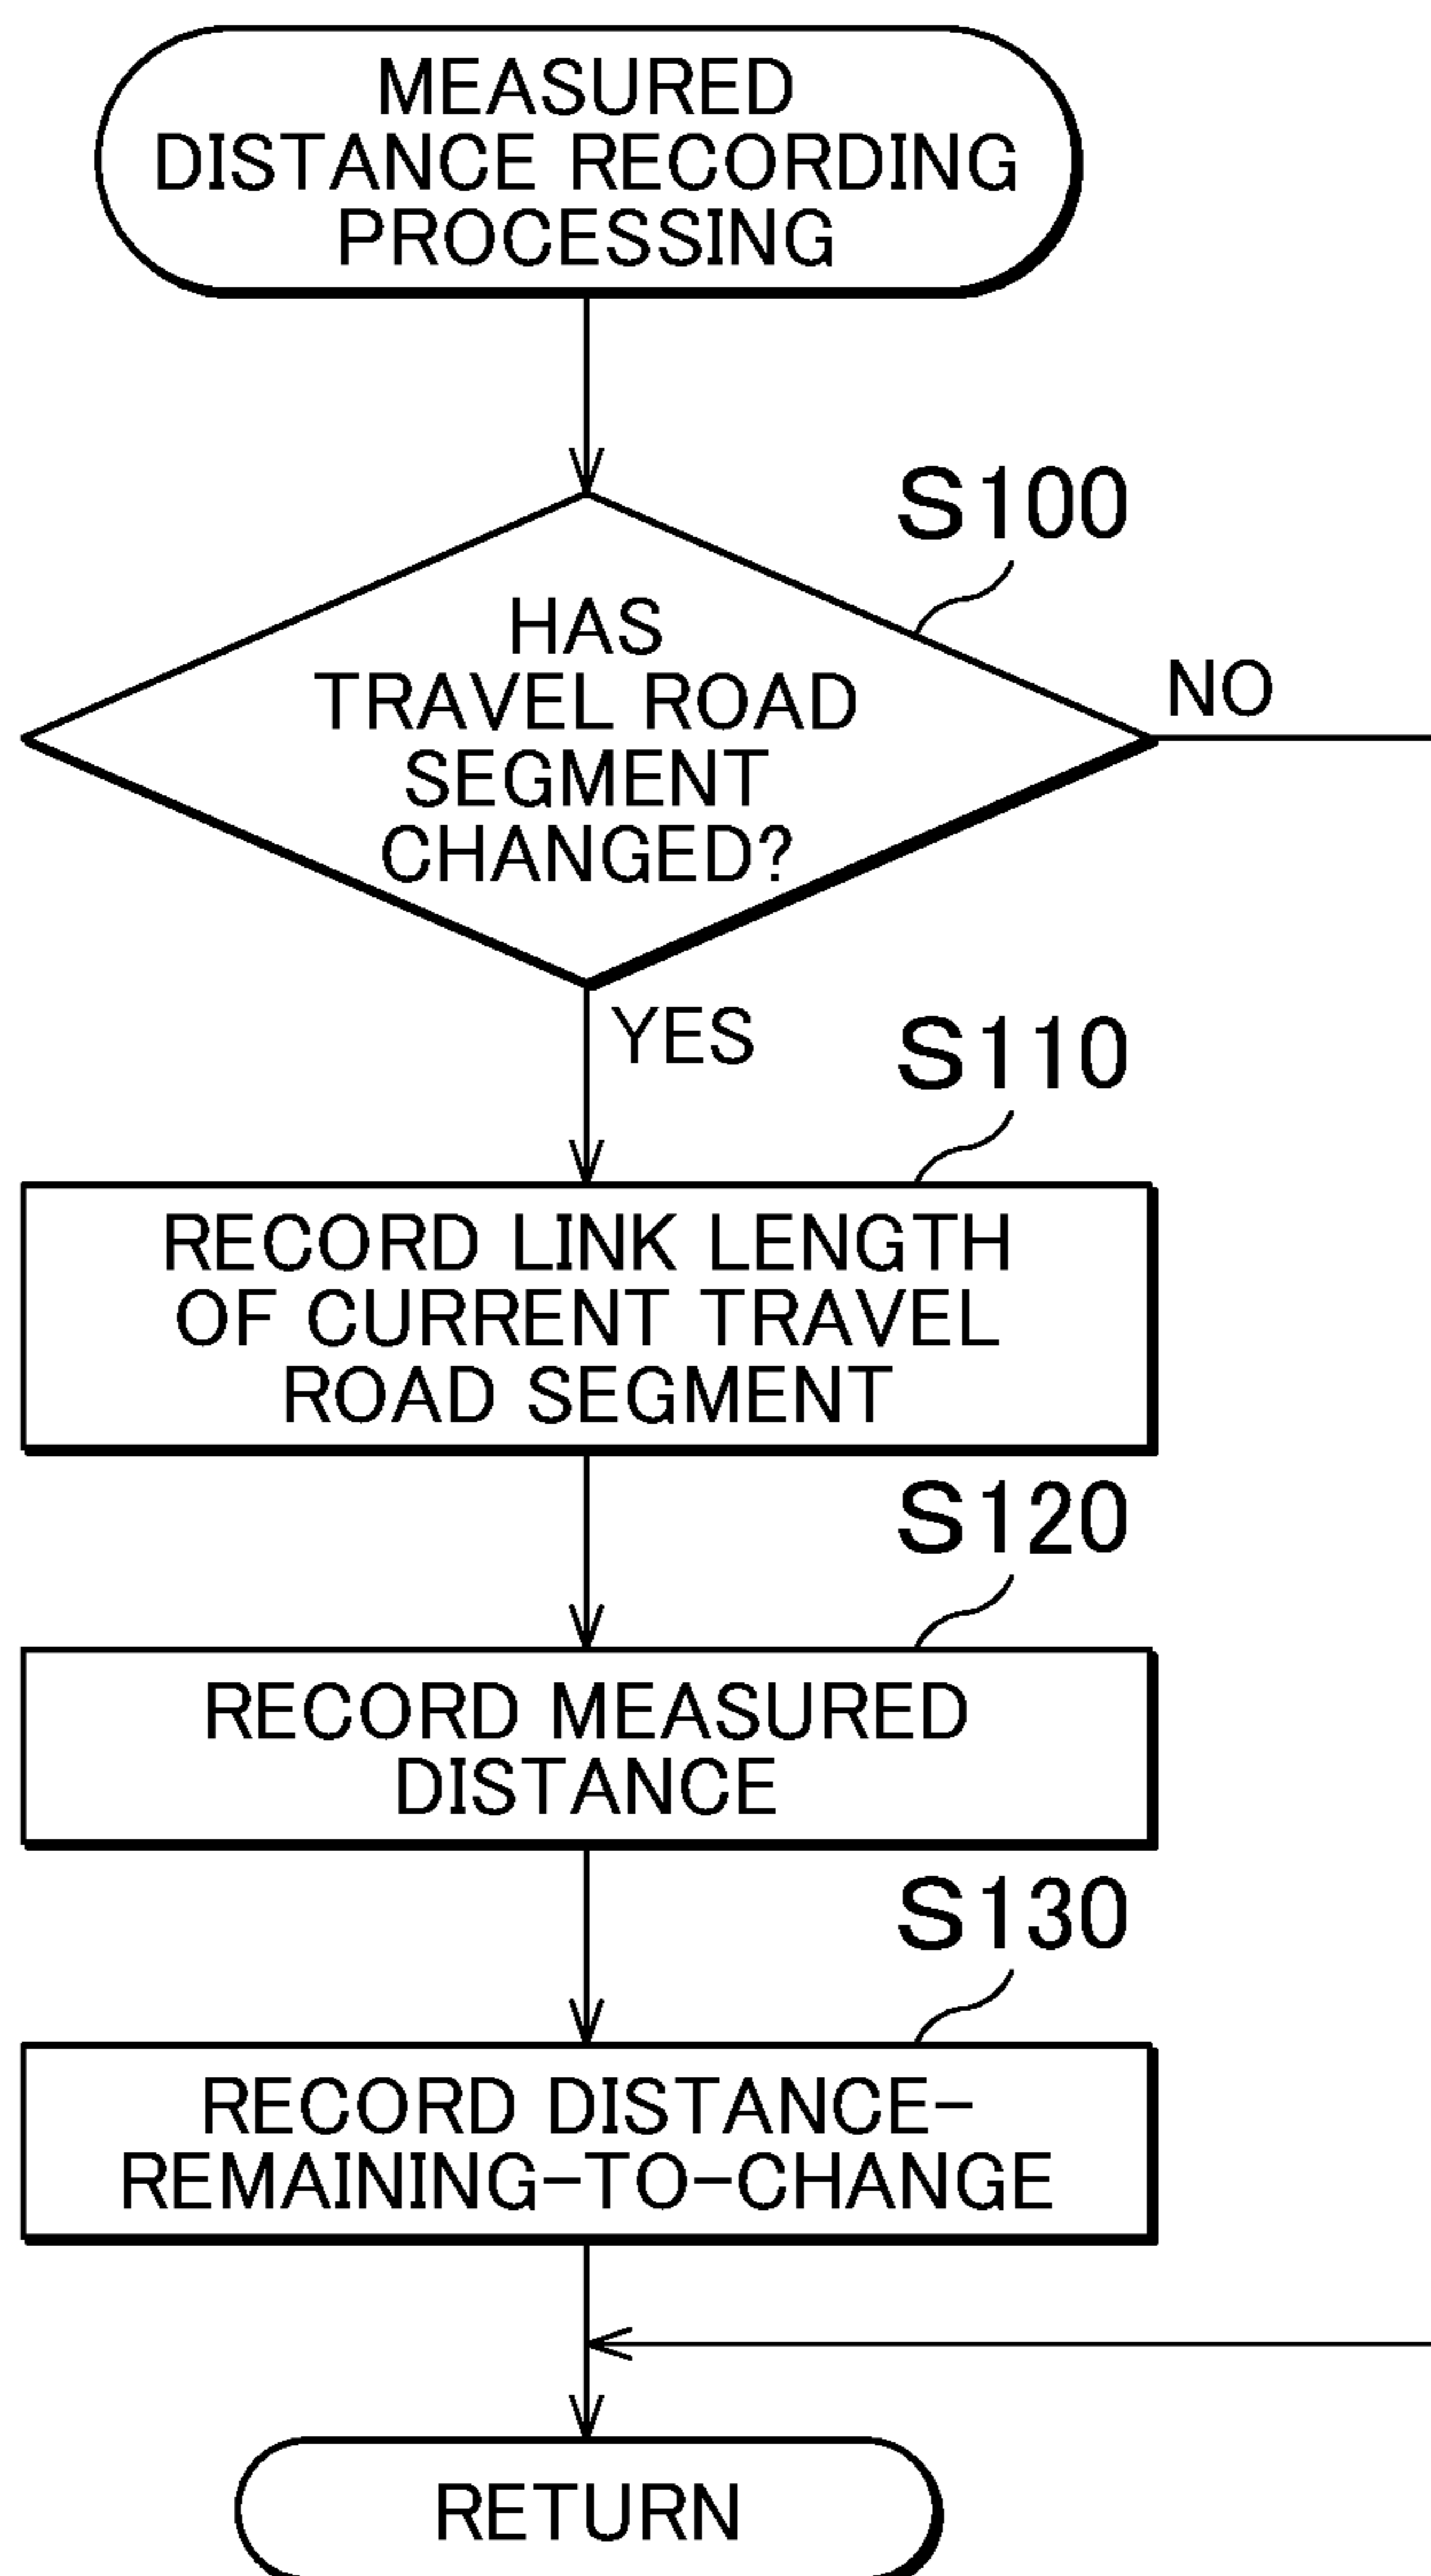 MEASURED
DISTANCE RECORDING
PROCESSING
S100
HAS
TRAVEL ROAD
SEGMENT
CHANGED?
NO
YES
S110
RECORD LINK LENGTH
OF CURRENT TRAVEL
ROAD SEGMENT
S120
RECORD MEASURED
DISTANCE
S130
RECORD DISTANCE-
REMAINING-TO-CHANGE
RETURN